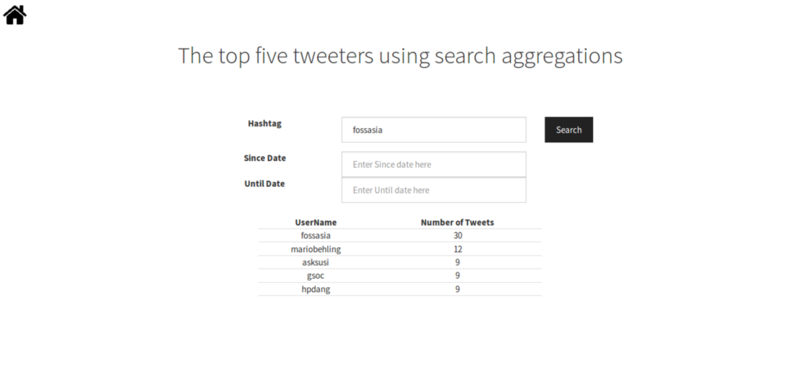 The top five tweeters using search aggregations
Hashtag fossasia Search
Since Date Enter Since date here
Until Date Enter Until date here
UserName Number of Tweets
fossasia 30
mariobehling 12
asksusi 9
gsoc 9
hpdang 9